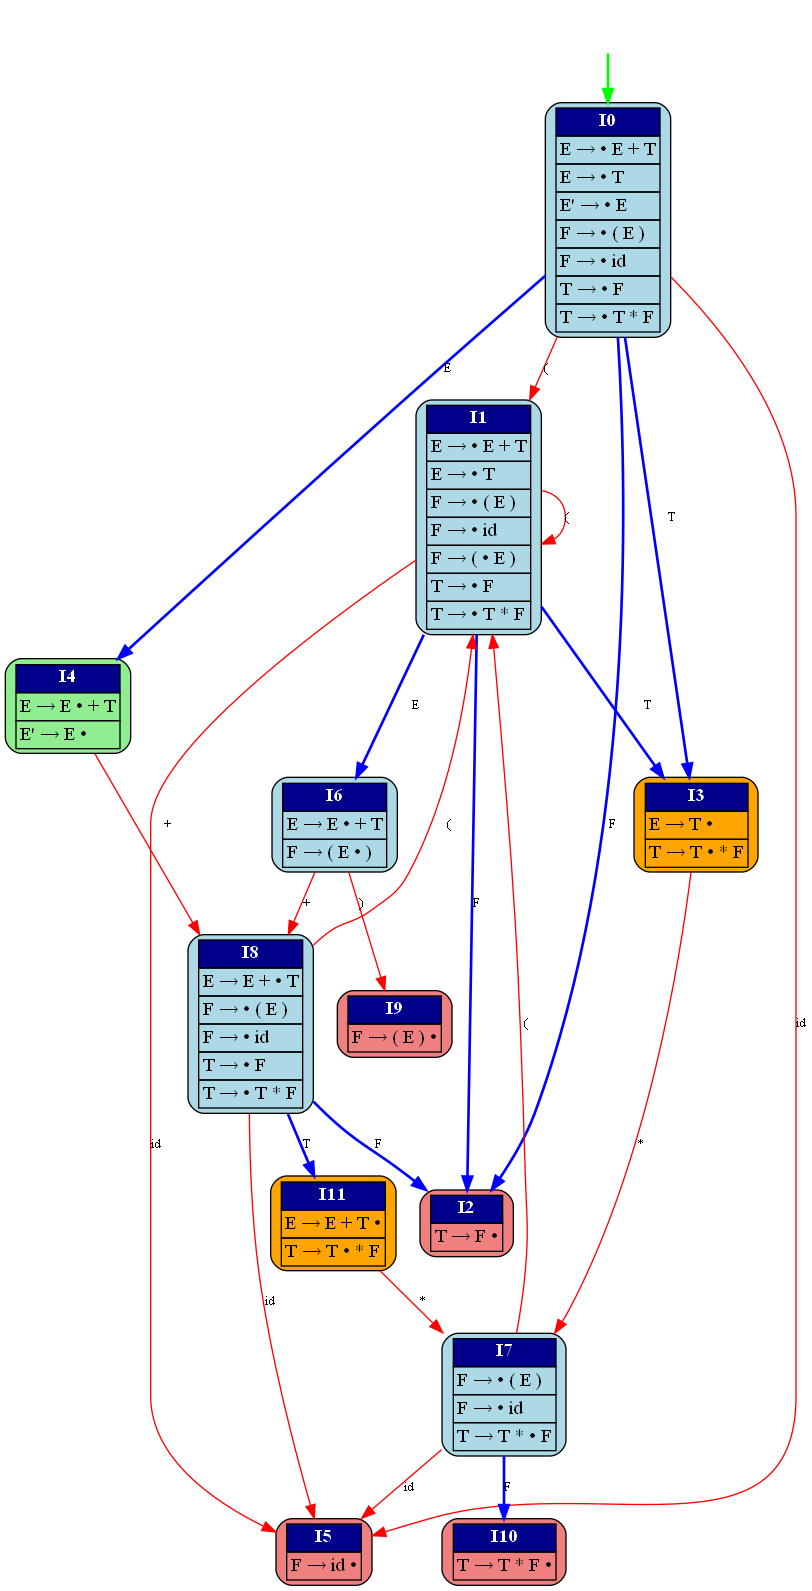 I0
E → • E + T
E → • T
E' → • E
F → • ( E )
F → • id
T → • F
T → • T * F
E
(
I1
E → • E + T
E → • T
F → • ( E )
F → • id
F → ( • E )
T → • F
T → • T * F
(
T
I4
E → E • + T
E' → E •
E
T
I6
E → E • + T
F → ( E • )
I3
E → T •
T → T • * F
+
(
F
+
)
F
I8
E → E + • T
F → • ( E )
F → • id
T → • F
T → • T * F
I9
F → ( E ) •
(
id
id
T
F
*
I11
E → E + T •
T → T • * F
I2
T → F •
id
*
I7
F → • ( E )
F → • id
T → T * • F
id
F
I5
F → id •
I10
T → T * F •